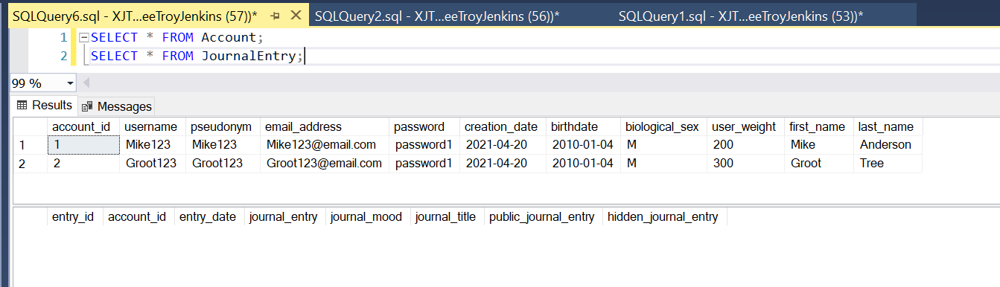 SQLQuery6.sql - XJT...eeTroyJenkins (57))* SQLQuery2.sql - XJT...eeTroyJenkins (56))* SQLQuery1.sql - XJT...eeTroyJenkins (53))*
1 SELECT * FROM Account;
2 SELECT * FROM JournalEntry;
99 %
Results Messages
account_id username pseudonym email_address password creation_date birthdate biological_sex user_weight first_name last_name
1 1 Mike123 Mike123 Mike123@email.com password1 2021-04-20 2010-01-04 M 200 Mike Anderson
2 2 Groot123 Groot123 Groot123@email.com password1 2021-04-20 2010-01-04 M 300 Groot Tree
entry_id account_id entry_date journal_entry journal_mood journal_title public_journal_entry hidden_journal_entry